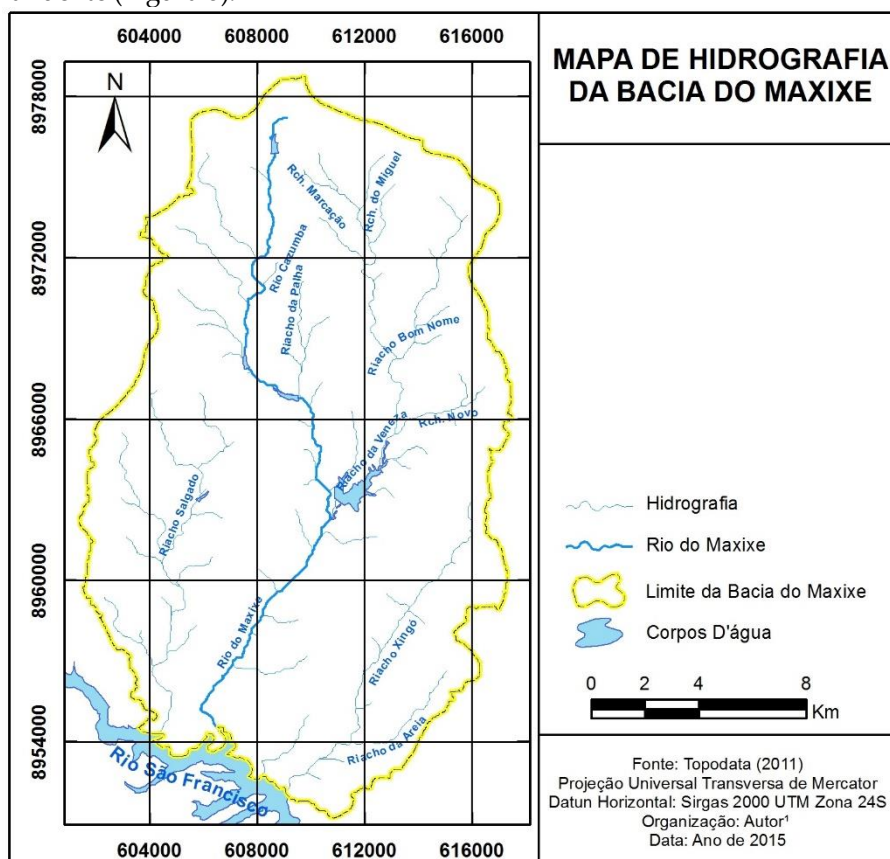 604000 608000 612000 616000
MAPA DE HIDROGRAFIA
DA BACIA DO MAXIXE
N
8978000
8972000
8966000
8960000
8954000
Rch. Marcação
Rch. do Miguel
Rio Cazumba
Riacho da Palha
Riacho Bom Nome
Rch. Novo
Riacho da Veneza
Riacho Salgado
Rio do Maxixe
Riacho Xingó
Riacho da Areia
Rio São Francisco
604000 608000 612000 616000
Hidrografia
Rio do Maxixe
Limite da Bacia do Maxixe
Corpos D'água
0 2 4 8
Km
Fonte: Topodata (2011)
Projeção Universal Transversa de Mercator
Datun Horizontal: Sirgas 2000 UTM Zona 24S
Organização: Autor¹
Data: Ano de 2015